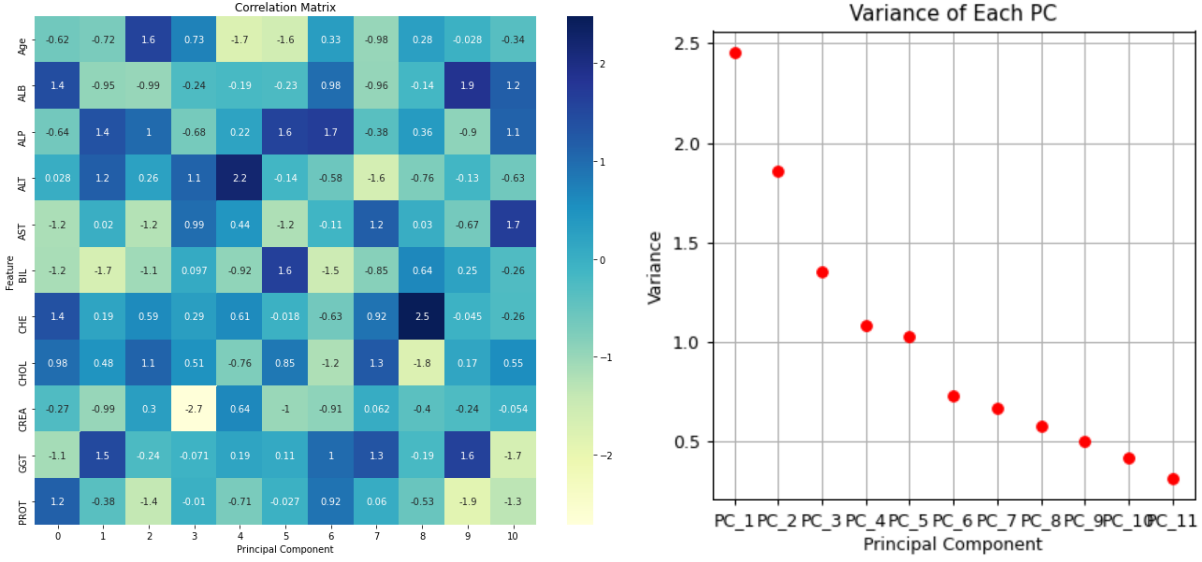 Correlation Matrix
Age -0.62 -0.72 1.6 0.73 -1.7 -1.6 0.33 -0.98 0.28 -0.028 -0.34
ALB 1.4 -0.95 -0.99 -0.24 -0.19 -0.23 0.98 -0.96 -0.14 1.9 1.2
ALP -0.64 1.4 1 -0.68 0.22 1.6 1.7 -0.38 0.36 -0.9 1.1
ALT 0.028 1.2 0.26 1.1 2.2 -0.14 -0.58 -1.6 -0.76 -0.13 -0.63
AST -1.2 0.02 -1.2 0.99 0.44 -1.2 -0.11 1.2 0.03 -0.67 1.7
BIL -1.2 -1.7 -1.1 0.097 -0.92 1.6 -1.5 -0.85 0.64 0.25 -0.26
CHE 1.4 0.19 0.59 0.29 0.61 -0.018 -0.63 0.92 2.5 -0.045 -0.26
CHOL 0.98 0.48 1.1 0.51 -0.76 0.85 -1.2 1.3 -1.8 0.17 0.55
CREA -0.27 -0.99 0.3 -2.7 0.64 -1 -0.91 0.062 -0.4 -0.24 -0.054
GGT -1.1 1.5 -0.24 -0.071 0.19 0.11 1 1.3 -0.19 1.6 -1.7
PROT 1.2 -0.38 -1.4 -0.01 -0.71 -0.027 0.92 0.06 -0.53 -1.9 -1.3
0 1 2 3 4 5 6 7 8 9 10
Principal Component
Feature
2
1
0
−1
−2
Variance of Each PC
2.5
2.0
1.5
1.0
0.5
Variance
PC_1 PC_2 PC_3 PC_4 PC_5 PC_6 PC_7 PC_8 PC_9 PC_10 PC_11
Principal Component